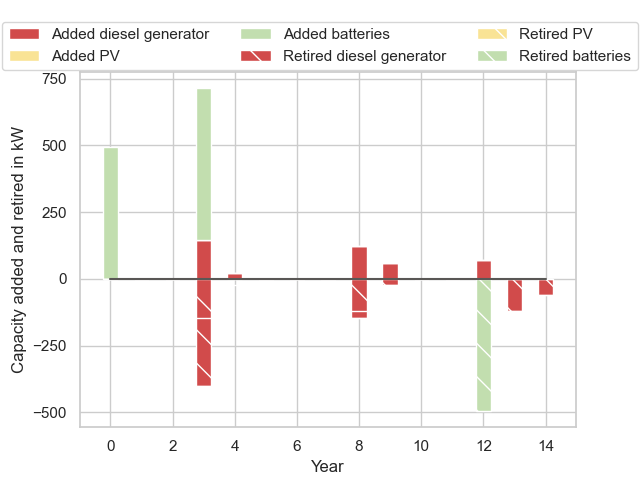 Added diesel generator Added batteries Retired PV
Added PV Retired diesel generator Retired batteries
750
500
250
0
−250
−500
Capacity added and retired in kW
0 2 4 6 8 10 12 14
Year